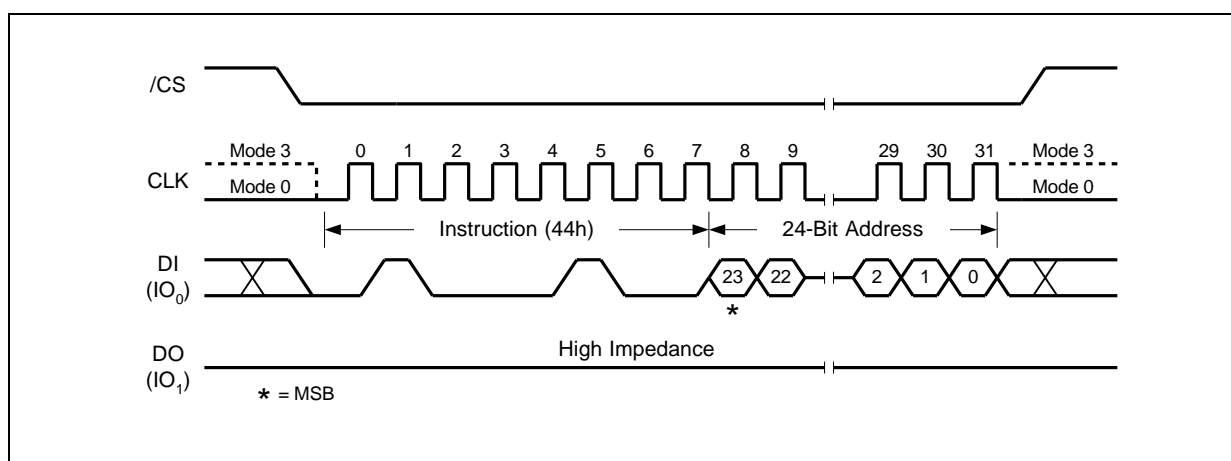 /CS
Mode 3 0 1 2 3 4 5 6 7 8 9 29 30 31 Mode 3
CLK
Mode 0 Mode 0
Instruction (44h) 24-Bit Address
DI
(IO0)
23 22 2 1 0
*
High Impedance
DO
(IO1)
* = MSB